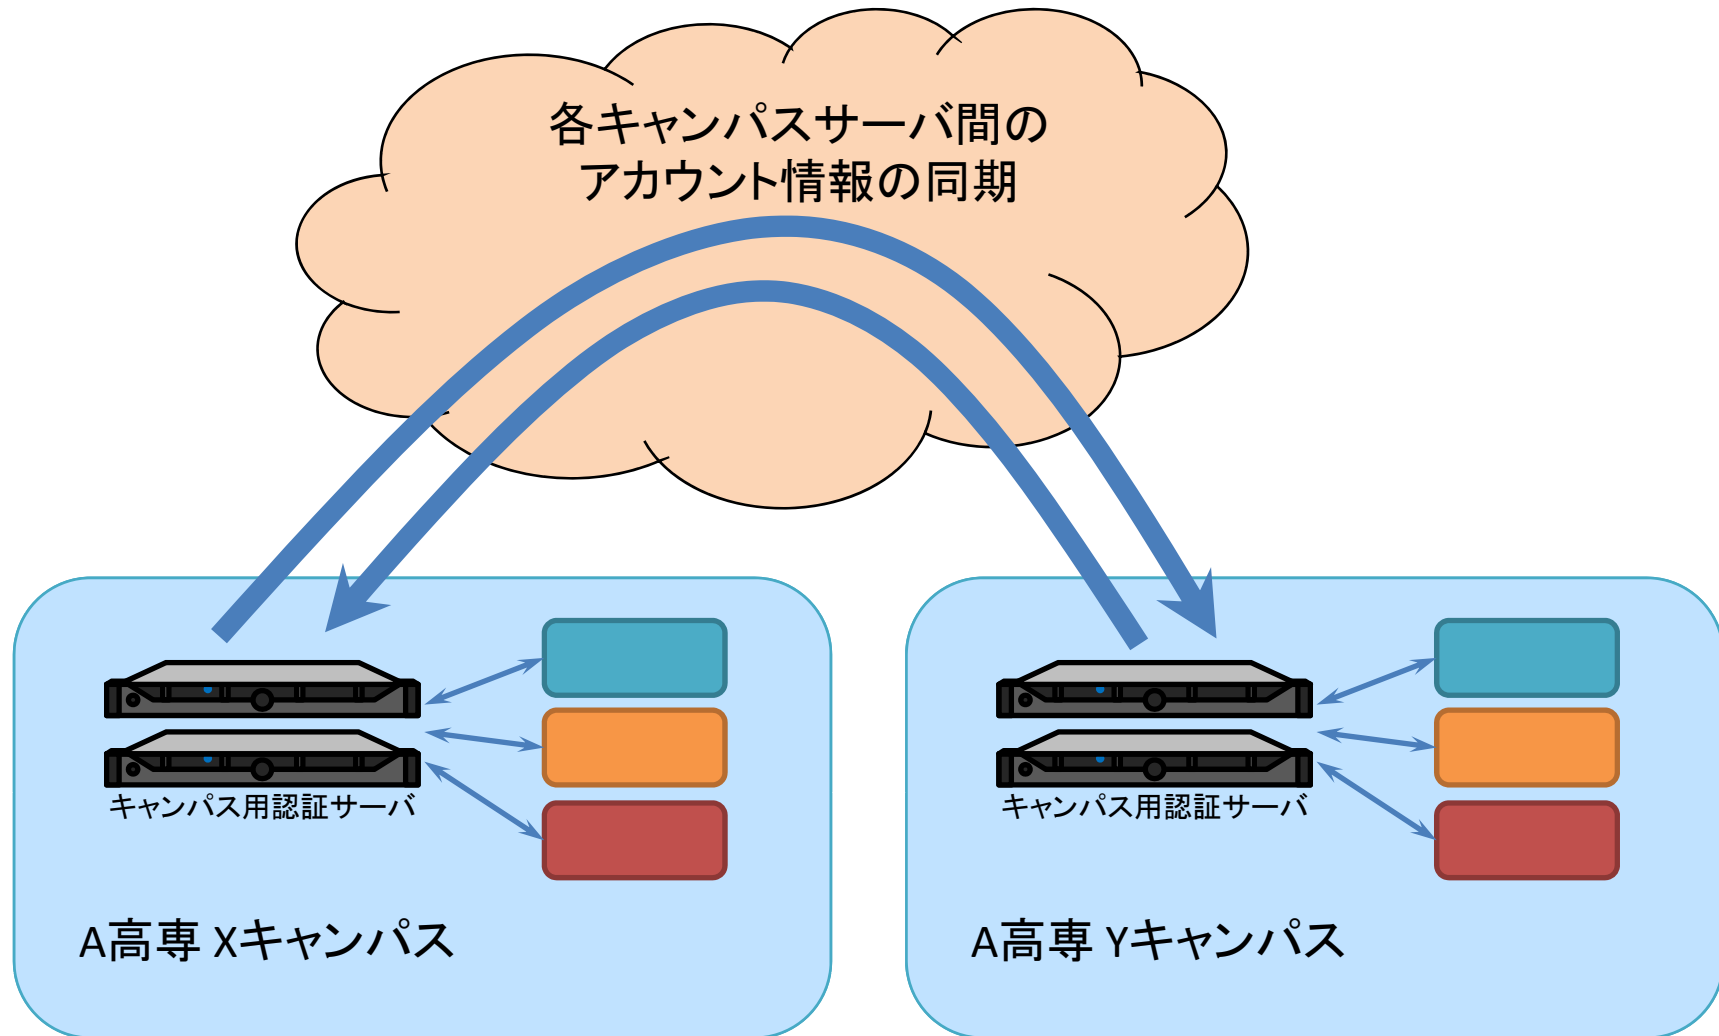 各キャンパスサーバ間の
アカウント情報の同期
キャンパス用認証サーバ
キャンパス用認証サーバ
A高専 Xキャンパス
A高専 Yキャンパス